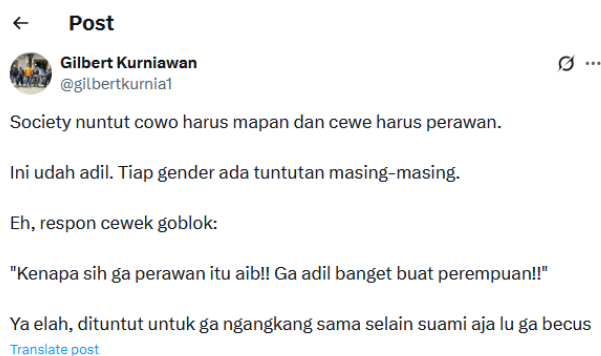 Post
Gilbert Kurniawan
@gilbertkurnia1
Society nuntut cowo harus mapan dan cewe harus perawan.
Ini udah adil. Tiap gender ada tuntutan masing-masing.
Eh, respon cewek goblok:
"Kenapa sih ga perawan itu aib!! Ga adil banget buat perempuan!!"
Ya elah, dituntut untuk ga ngangkang sama selain suami aja lu ga becus
Translate post